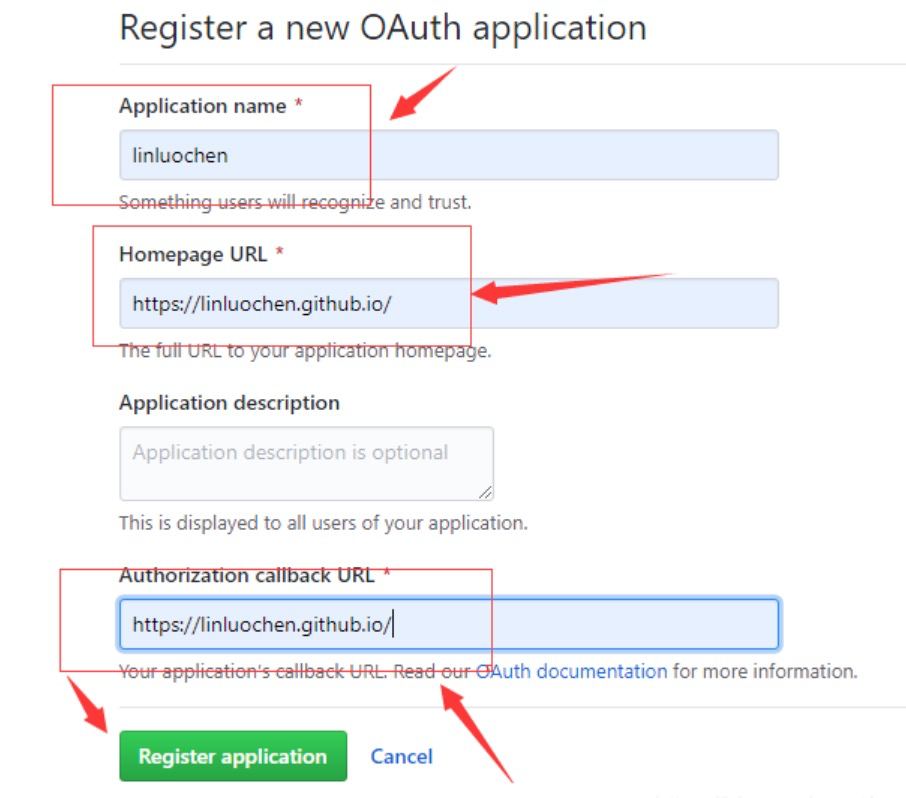 Register a new OAuth application
Application name *
linluochen
Something users will recognize and trust.
Homepage URL *
https://linluochen.github.io/
The full URL to your application homepage.
Application description
Application description is optional
This is displayed to all users of your application.
Authorization callback URL *
https://linluochen.github.io/
Your application's callback URL. Read our OAuth documentation for more information.
Register application Cancel